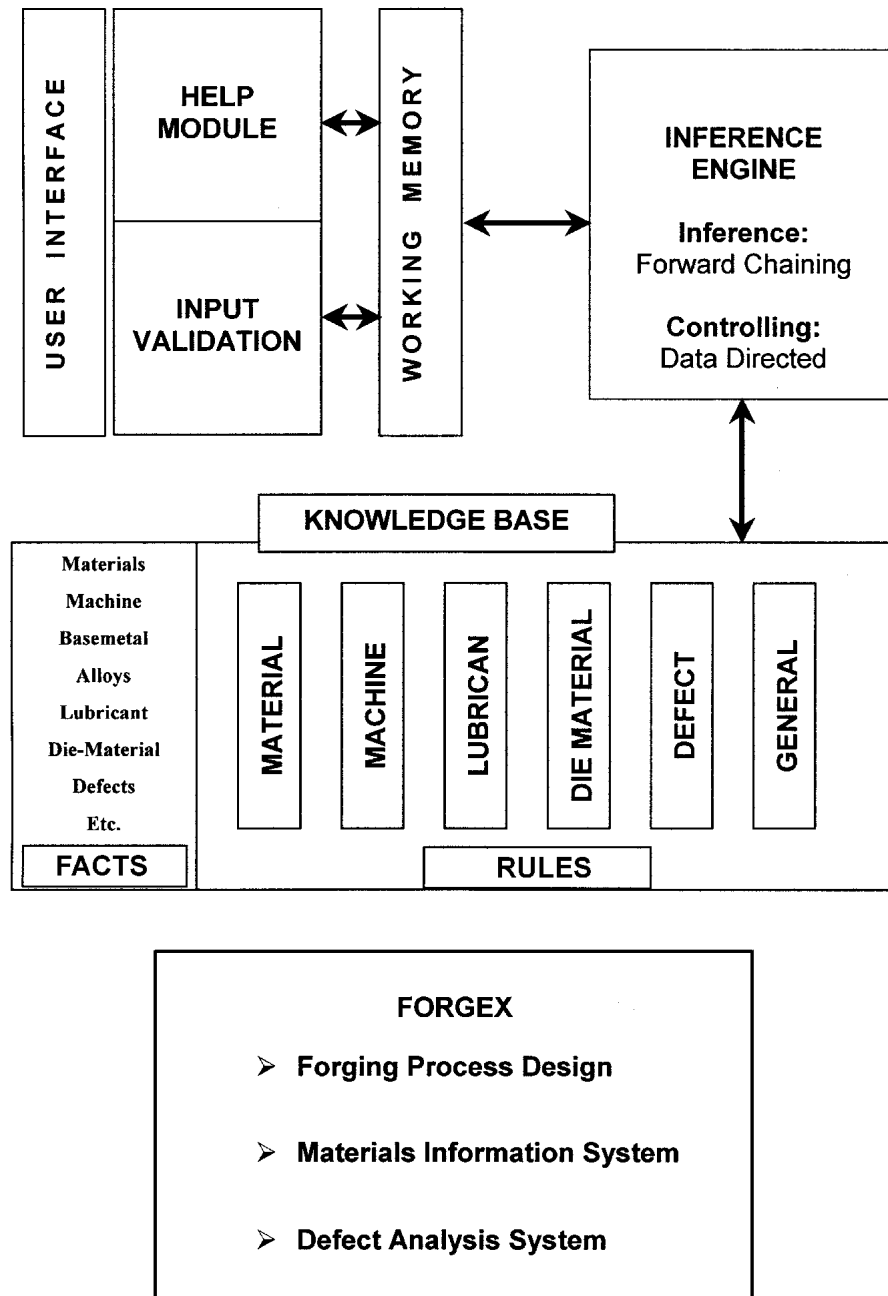 USER INTERFACE
HELP
MODULE
INPUT
VALIDATION
WORKING MEMORY
INFERENCE
ENGINE
Inference:
Forward Chaining
Controlling:
Data Directed
KNOWLEDGE BASE
Materials
Machine
Basemetal
Alloys
Lubricant
Die-Material
Defects
Etc.
FACTS
MATERIAL
MACHINE
LUBRICAN
DIE MATERIAL
DEFECT
GENERAL
RULES
FORGEX
➢ Forging Process Design
➢ Materials Information System
➢ Defect Analysis System